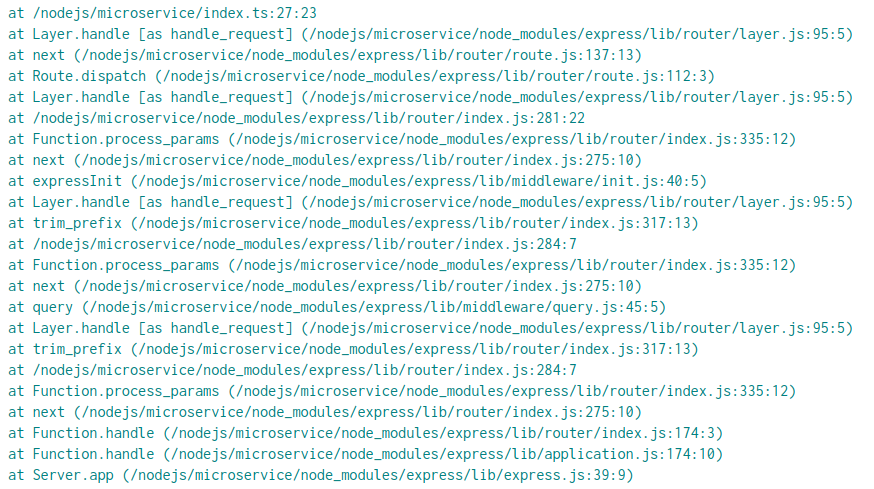 at /nodejs/microservice/index.ts:27:23
at Layer.handle [as handle_request] (/nodejs/microservice/node_modules/express/lib/router/layer.js:95:5)
at next (/nodejs/microservice/node_modules/express/lib/router/route.js:137:13)
at Route.dispatch (/nodejs/microservice/node_modules/express/lib/router/route.js:112:3)
at Layer.handle [as handle_request] (/nodejs/microservice/node_modules/express/lib/router/layer.js:95:5)
at /nodejs/microservice/node_modules/express/lib/router/index.js:281:22
at Function.process_params (/nodejs/microservice/node_modules/express/lib/router/index.js:335:12)
at next (/nodejs/microservice/node_modules/express/lib/router/index.js:275:10)
at expressInit (/nodejs/microservice/node_modules/express/lib/middleware/init.js:40:5)
at Layer.handle [as handle_request] (/nodejs/microservice/node_modules/express/lib/router/layer.js:95:5)
at trim_prefix (/nodejs/microservice/node_modules/express/lib/router/index.js:317:13)
at /nodejs/microservice/node_modules/express/lib/router/index.js:284:7
at Function.process_params (/nodejs/microservice/node_modules/express/lib/router/index.js:335:12)
at next (/nodejs/microservice/node_modules/express/lib/router/index.js:275:10)
at query (/nodejs/microservice/node_modules/express/lib/middleware/query.js:45:5)
at Layer.handle [as handle_request] (/nodejs/microservice/node_modules/express/lib/router/layer.js:95:5)
at trim_prefix (/nodejs/microservice/node_modules/express/lib/router/index.js:317:13)
at /nodejs/microservice/node_modules/express/lib/router/index.js:284:7
at Function.process_params (/nodejs/microservice/node_modules/express/lib/router/index.js:335:12)
at next (/nodejs/microservice/node_modules/express/lib/router/index.js:275:10)
at Function.handle (/nodejs/microservice/node_modules/express/lib/router/index.js:174:3)
at Function.handle (/nodejs/microservice/node_modules/express/lib/application.js:174:10)
at Server.app (/nodejs/microservice/node_modules/express/lib/express.js:39:9)